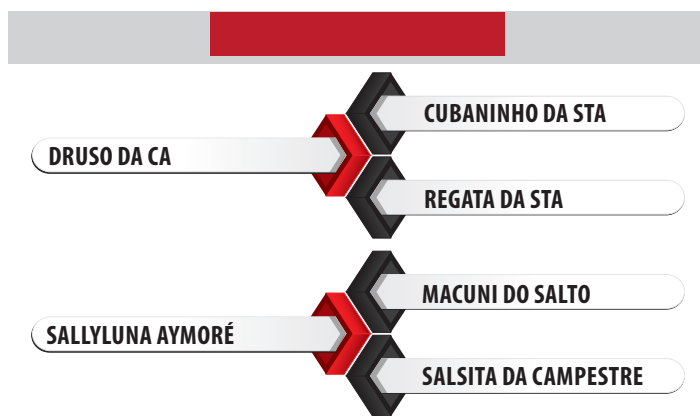 CUBANINHO DA STA
DRUSO DA CA
REGATA DA STA
MACUNI DO SALTO
SALLYLUNA AYMORÉ
SALSITA DA CAMPESTRE